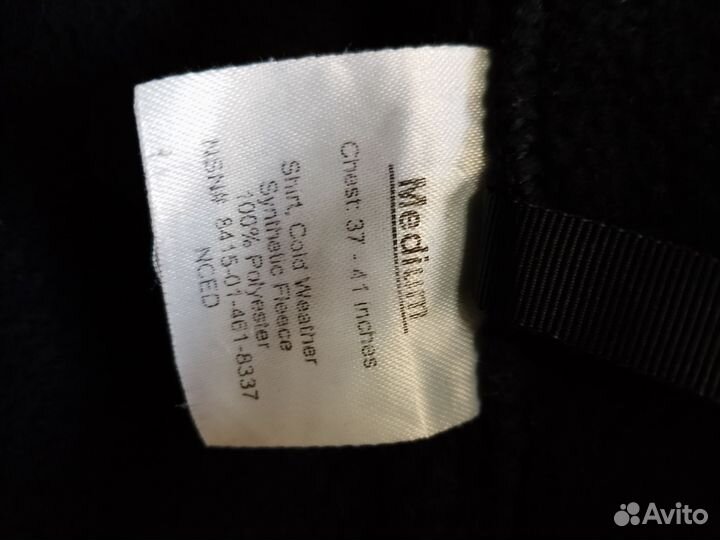 Medium
Chest: 37 - 41 inches
Shirt, Cold Weather
Synthetic Fleece
100% Polyester
NSN# 8415-01-461-8337
NCED
Avito